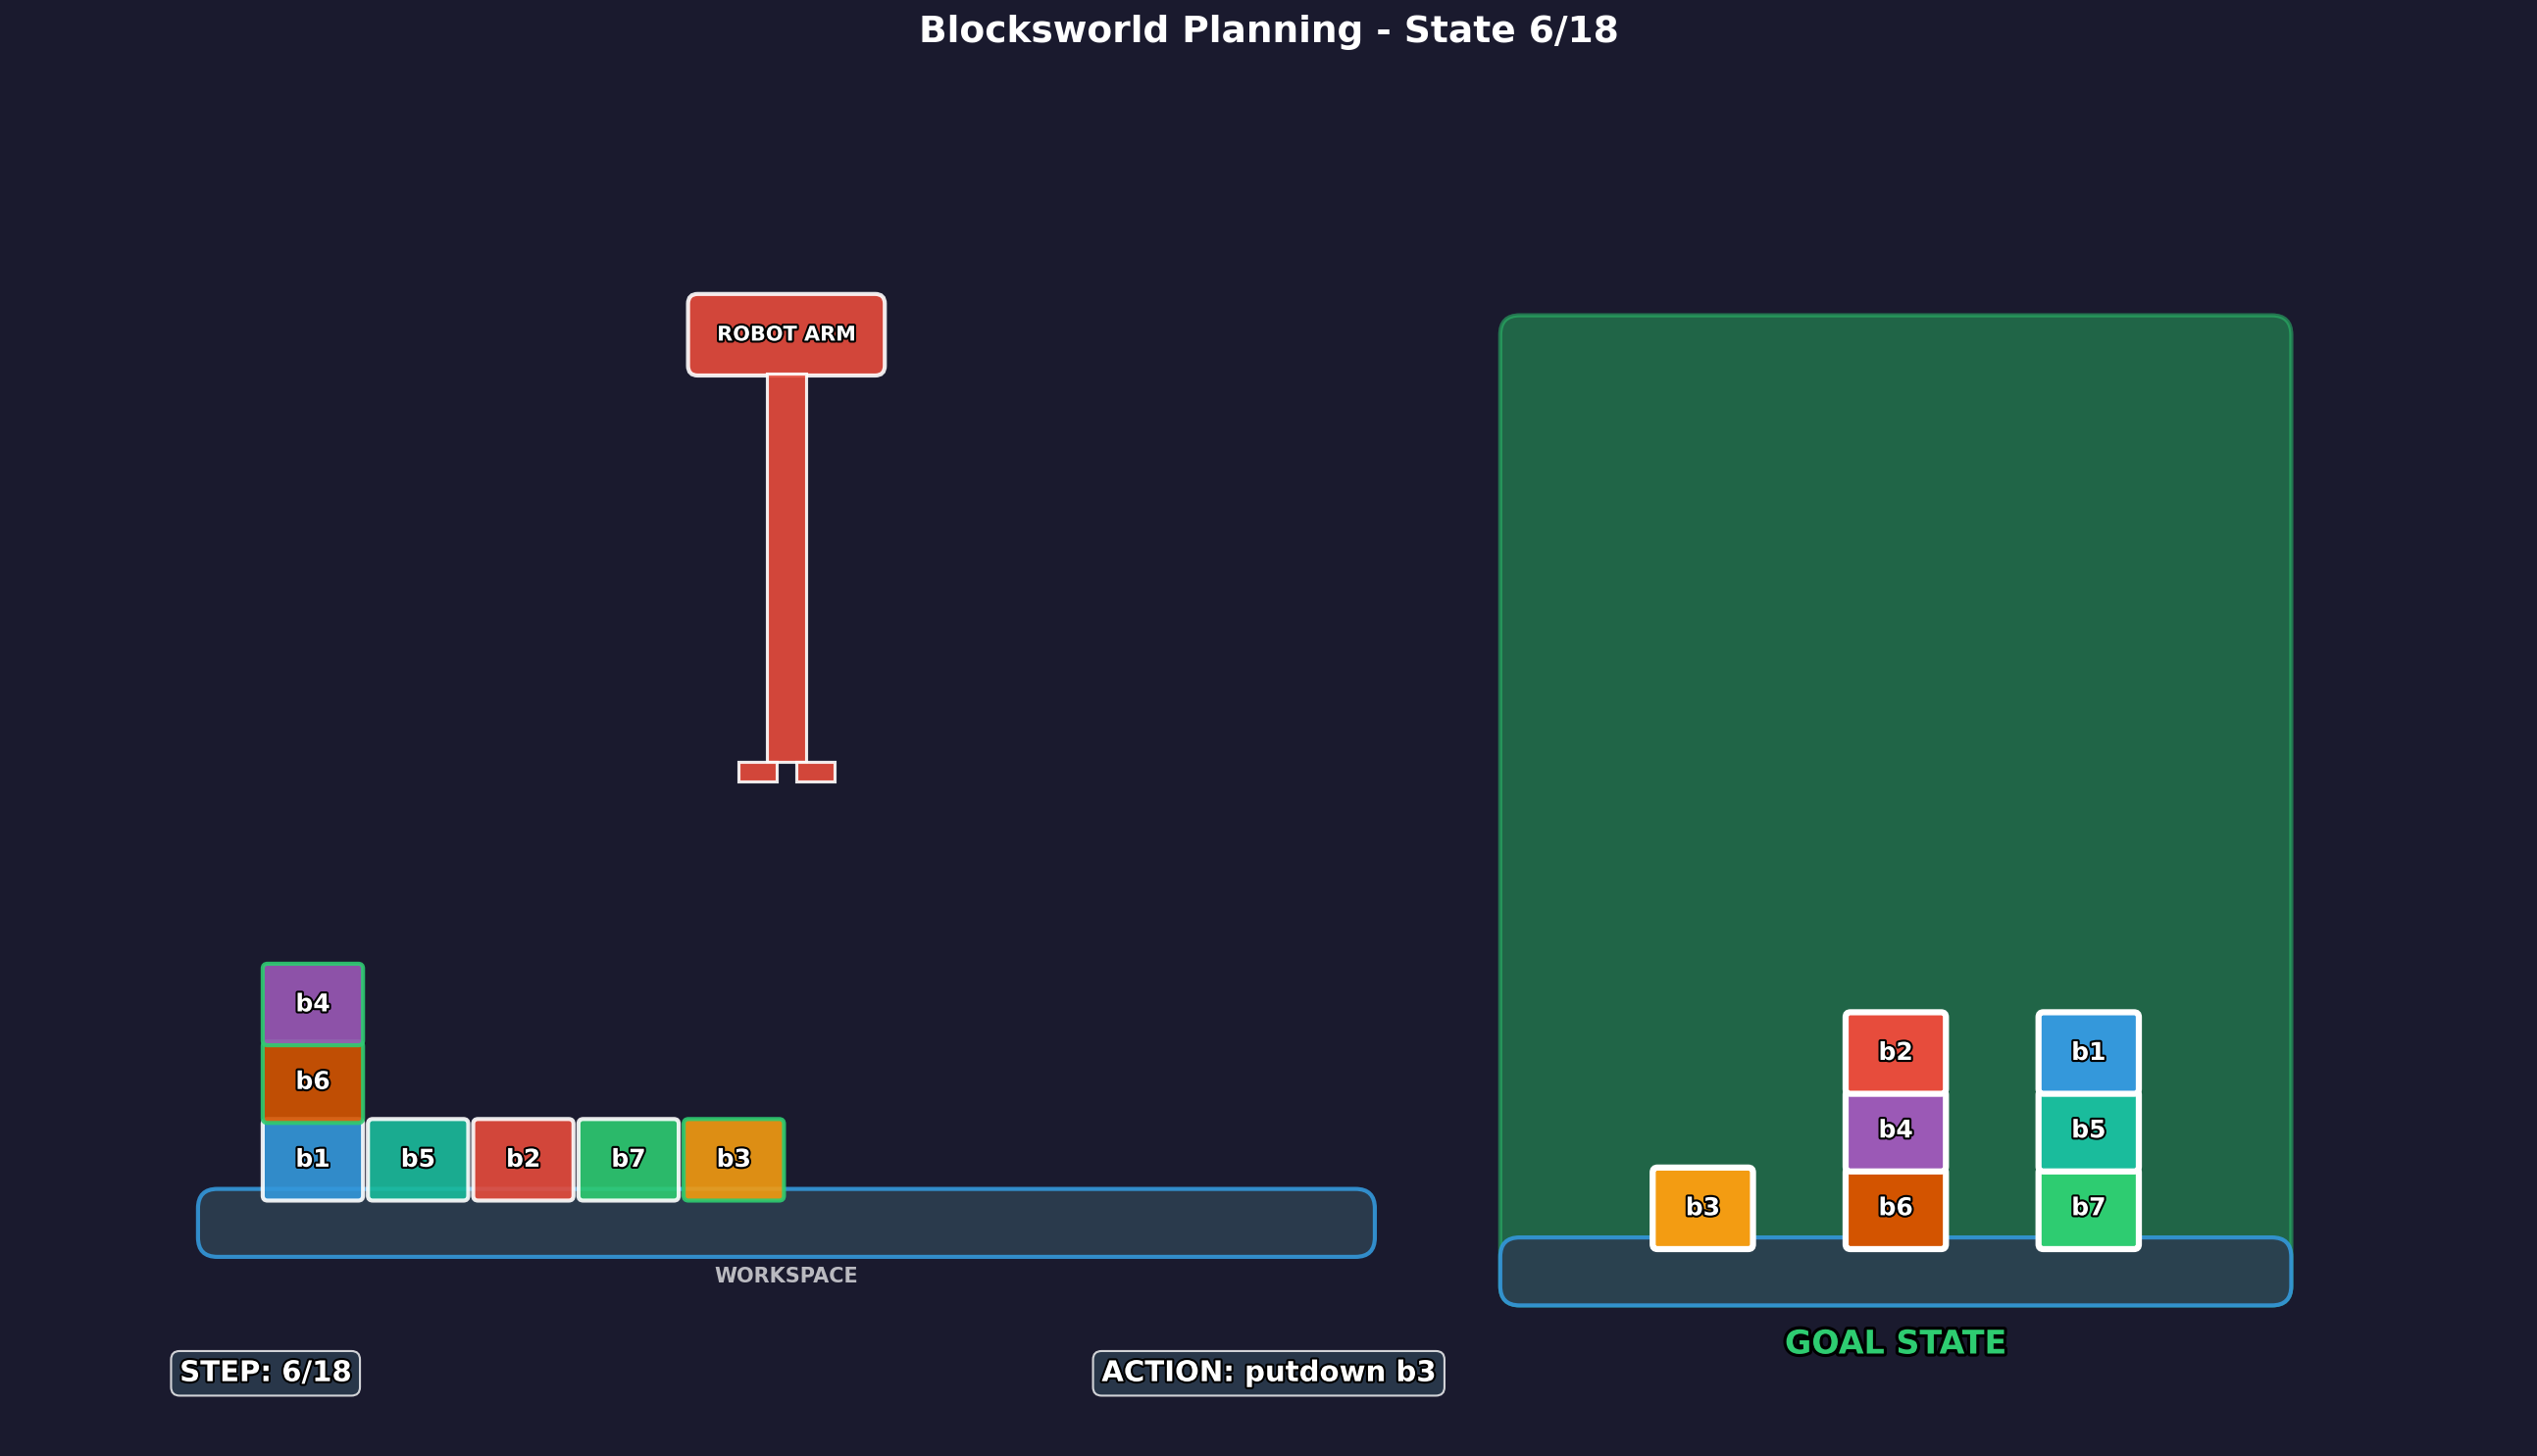 Blocksworld Planning - State 6/18
ROBOT ARM
b4
b6
b1 b5 b2 b7 b3
WORKSPACE
b2 b1
b4 b5
b3 b6 b7
GOAL STATE
STEP: 6/18
ACTION: putdown b3